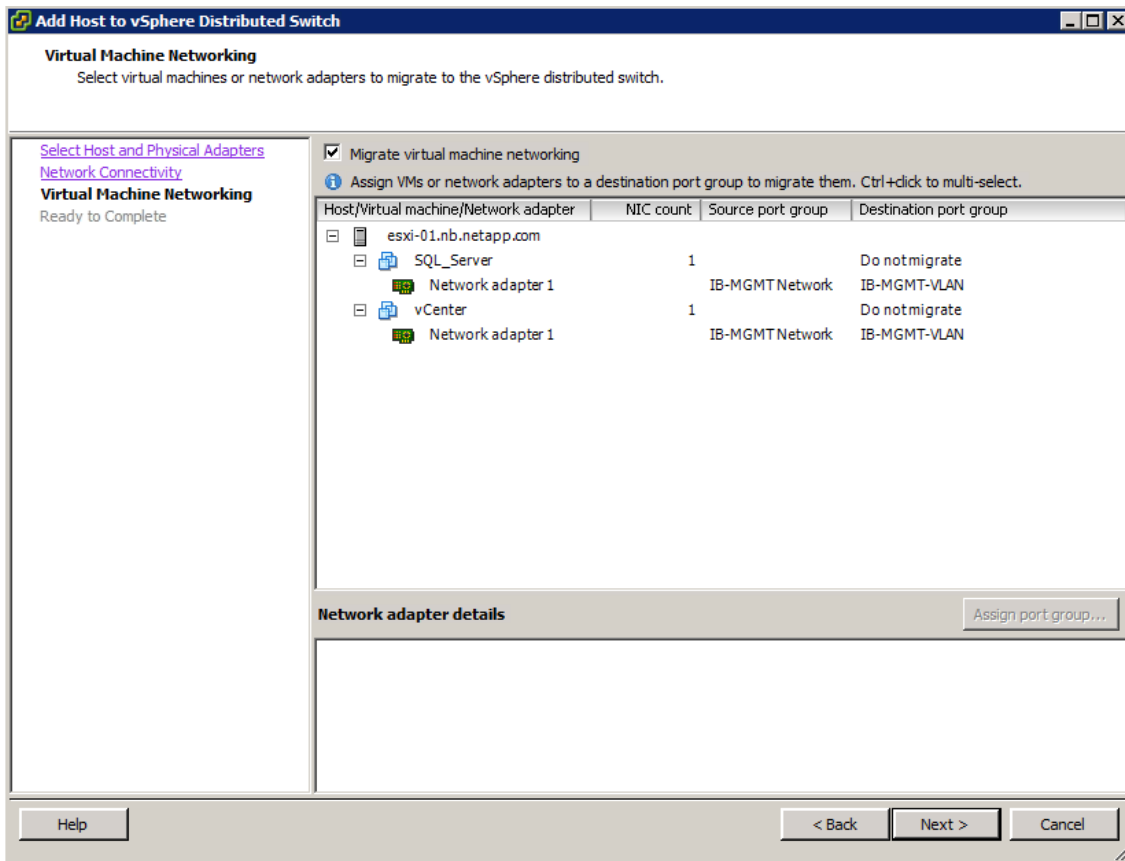 Add Host to vSphere Distributed Switch
Virtual Machine Networking
Select virtual machines or network adapters to migrate to the vSphere distributed switch.
Select Host and Physical Adapters
Network Connectivity
Virtual Machine Networking
Ready to Complete
Migrate virtual machine networking
Assign VMs or network adapters to a destination port group to migrate them. Ctrl+click to multi-select.
Host/Virtual machine/Network adapter NIC count Source port group Destination port group
esxi-01.nb.netapp.com
SQL_Server 1 Do not migrate
Network adapter 1 IB-MGMT Network IB-MGMT-VLAN
vCenter 1 Do not migrate
Network adapter 1 IB-MGMT Network IB-MGMT-VLAN
Network adapter details Assign port group...
Help < Back Next > Cancel